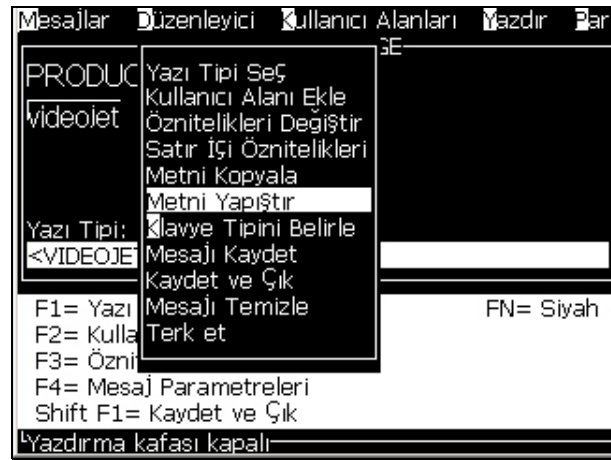 Mesajlar Düzenleyici Kullanıcı Alanları Yazdır Par
GE
PRODUC
videojet
Yazı Tipi Seç
Kullanıcı Alanı Ekle
Öznitelikleri Değiştir
Satır İçi Öznitelikleri
Metni Kopyala
Metni Yapıştır
Klavye Tipini Belirle
Mesajı Kaydet
Kaydet ve Çık
Mesajı Temizle
Terk et
Yazı Tipi:
<VIDEOJET
F1= Yazı
FN= Siyah
F2= Kulla
F3= Özni
F4= Mesaj Parametreleri
Shift F1= Kaydet ve Çık
Yazdırma kafası kapalı